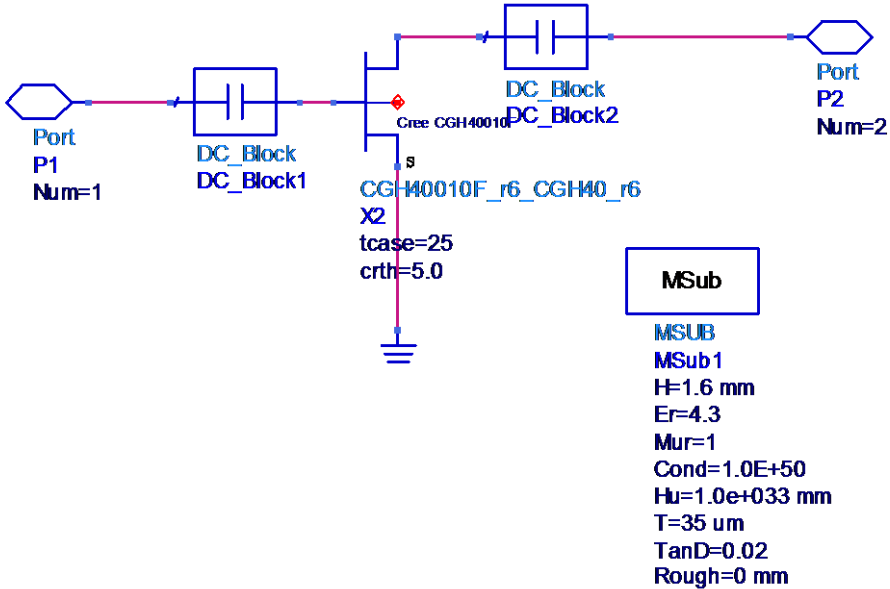 Port
P1
Num=1
DC_Block
DC_Block1
Cree CGH40010F
S
CGH40010F_r6_CGH40_r6
X2
tcase=25
crth=5.0
DC_Block
DC_Block2
Port
P2
Num=2
MSub
MSUB
MSub1
H=1.6 mm
Er=4.3
Mur=1
Cond=1.0E+50
Hu=1.0e+033 mm
T=35 um
TanD=0.02
Rough=0 mm